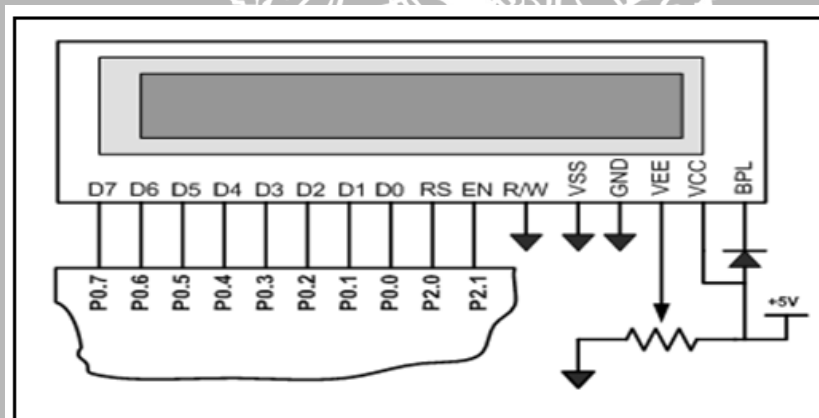 D7 D6 D5 D4 D3 D2 D1 D0 RS EN R/W VSS GND VEE VCC BPL
P0.7 P0.6 P0.5 P0.4 P0.3 P0.2 P0.1 P0.0 P2.0 P2.1
+5V